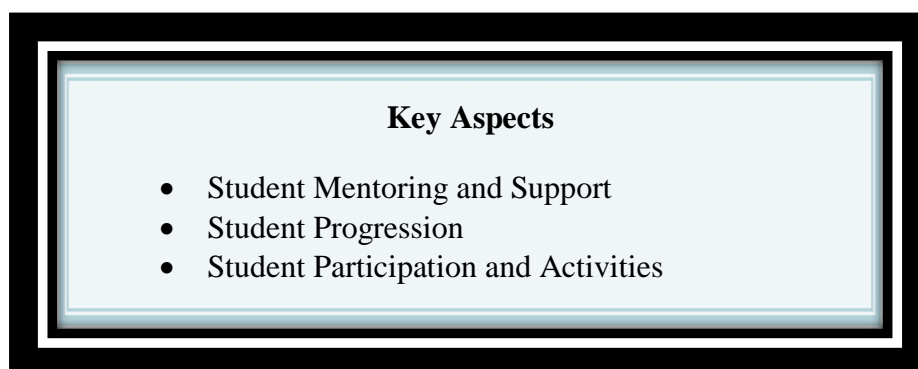 Key Aspects
• Student Mentoring and Support
• Student Progression
• Student Participation and Activities